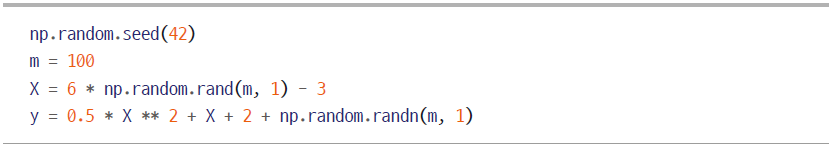 np.random.seed(42)
m = 100
X = 6 * np.random.rand(m, 1) - 3
y = 0.5 * X ** 2 + X + 2 + np.random.randn(m, 1)